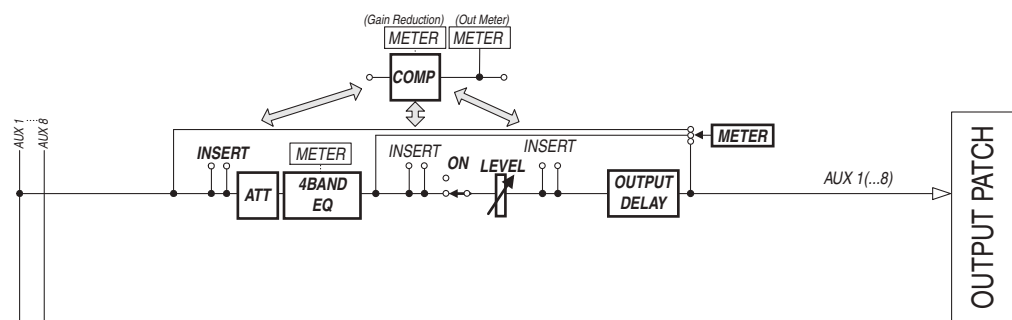 (Gain Reduction) (Out Meter)
METER METER
COMP
AUX 1
AUX 8
METER
INSERT METER INSERT ON LEVEL INSERT
ATT
4BAND
EQ
OUTPUT
DELAY
AUX 1(...8)
OUTPUT PATCH